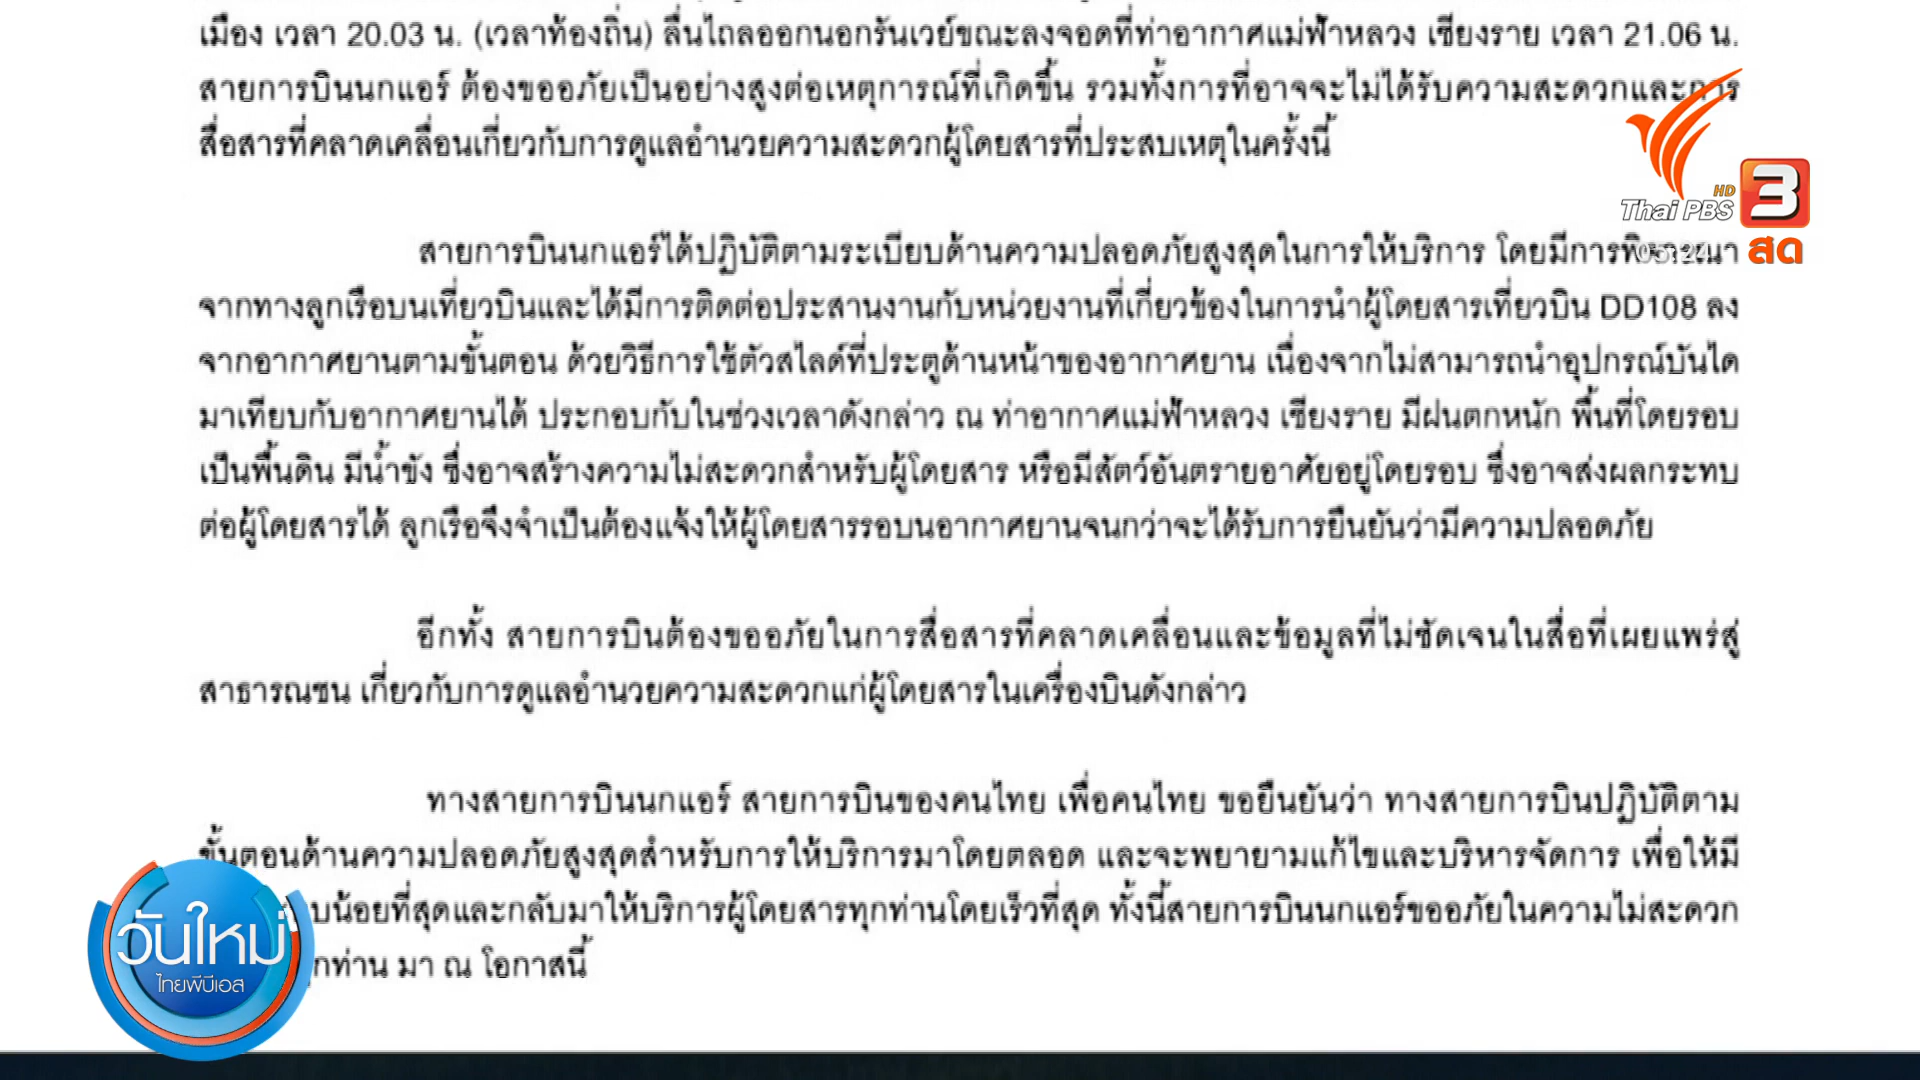 เมือง เวลา 20.03 น. (เวลาท้องถิ่น) ลื่นไถลออกนอกรันเวย์ขณะลงจอดที่ท่าอากาศแม่ฟ้าหลวง เชียงราย เวลา 21.06 น.
สายการบินนกแอร์ ต้องขออภัยเป็นอย่างสูงต่อเหตุการณ์ที่เกิดขึ้น รวมทั้งการที่อาจจะไม่ได้รับความสะดวกและการ
สื่อสารที่คลาดเคลื่อนเกี่ยวกับการดูแลอำนวยความสะดวกผู้โดยสารที่ประสบเหตุในครั้งนี้
HD
Thai PBS 3
สด
สายการบินนกแอร์ได้ปฏิบัติตามระเบียบด้านความปลอดภัยสูงสุดในการให้บริการ โดยมีการ
จากทางลูกเรือบนเที่ยวบินและได้มีการติดต่อประสานงานกับหน่วยงานที่เกี่ยวข้องในการนำผู้โดยสารเที่ยวบิน DD108 ลง
จากอากาศยานตามขั้นตอน ด้วยวิธีการใช้ตัวสไลด์ที่ประตูด้านหน้าของอากาศยาน เนื่องจากไม่สามารถนำอุปกรณ์บันได
มาเทียบกับอากาศยานได้ ประกอบกับในช่วงเวลาดังกล่าว ณ ท่าอากาศแม่ฟ้าหลวง เชียงราย มีฝนตกหนัก พื้นที่โดยรอบ
เป็นพื้นดิน มีน้ำขัง ซึ่งอาจสร้างความไม่สะดวกสำหรับผู้โดยสาร หรือมีสัตว์อันตรายอาศัยอยู่โดยรอบ ซึ่งอาจส่งผลกระทบ
ต่อผู้โดยสารได้ ลูกเรือจึงจำเป็นต้องแจ้งให้ผู้โดยสารรอบนอากาศยานจนกว่าจะได้รับการยืนยันว่ามีความปลอดภัย
อีกทั้ง สายการบินต้องขออภัยในการสื่อสารที่คลาดเคลื่อนและข้อมูลที่ไม่ชัดเจนในสื่อที่เผยแพร่สู่
สาธารณชน เกี่ยวกับการดูแลอำนวยความสะดวกแก่ผู้โดยสารในเครื่องบินดังกล่าว
ทางสายการบินนกแอร์ สายการบินของคนไทย เพื่อคนไทย ขอยืนยันว่า ทางสายการบินปฏิบัติตาม
ขั้นตอนด้านความปลอดภัยสูงสุดสำหรับการให้บริการมาโดยตลอด และจะพยายามแก้ไขและบริหารจัดการ เพื่อให้มี
น้อยที่สุดและกลับมาให้บริการผู้โดยสารทุกท่านโดยเร็วที่สุด ทั้งนี้สายการบินนกแอร์ขออภัยในความไม่สะดวก
ท่าน มา ณ โอกาสนี้
วันใหม่
ไทยพีบีเอส